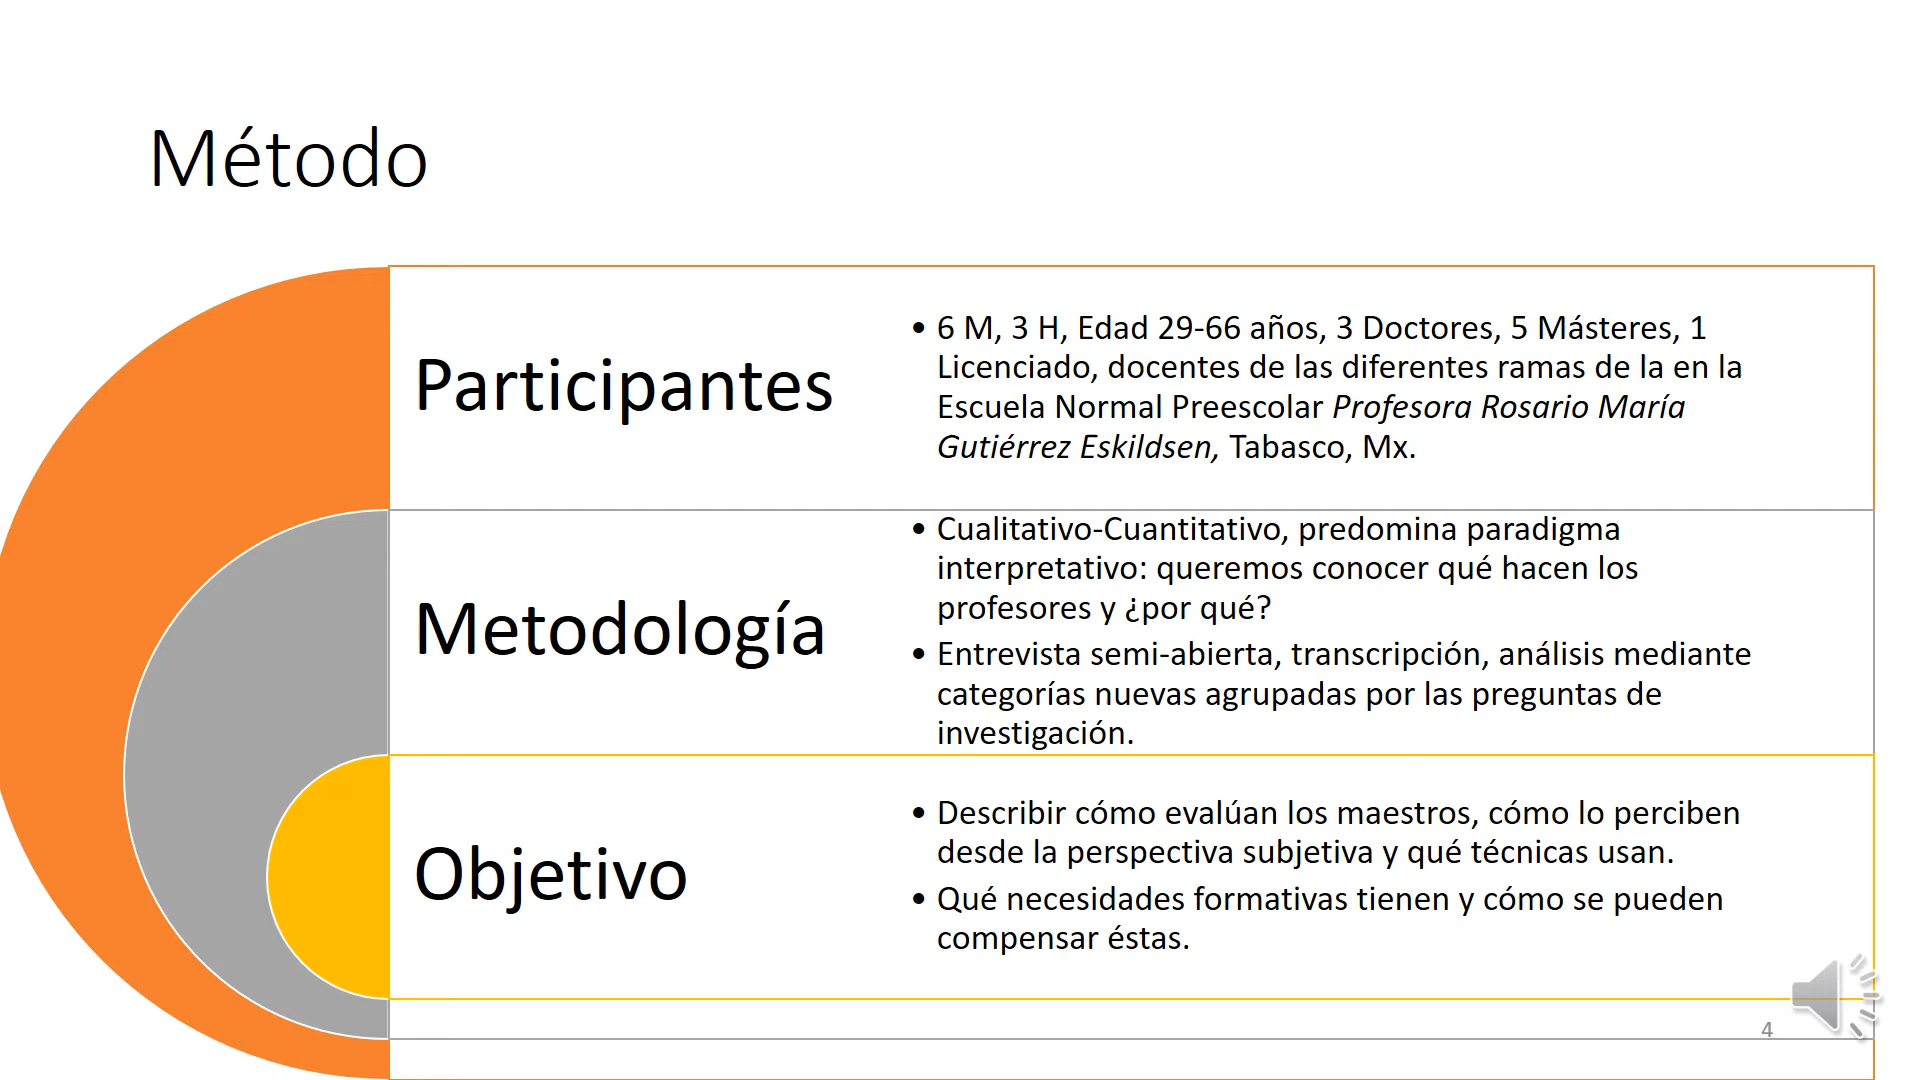 Método
Participantes
• 6 M, 3 H, Edad 29-66 años, 3 Doctores, 5 Másteres, 1
Licenciado, docentes de las diferentes ramas de la en la
Escuela Normal Preescolar Profesora Rosario María
Gutiérrez Eskildsen, Tabasco, Mx.
Metodología
• Cualitativo-Cuantitativo, predomina paradigma
interpretativo: queremos conocer qué hacen los
profesores y ¿por qué?
• Entrevista semi-abierta, transcripción, análisis mediante
categorías nuevas agrupadas por las preguntas de
investigación.
Objetivo
• Describir cómo evalúan los maestros, cómo lo perciben
desde la perspectiva subjetiva y qué técnicas usan.
• Qué necesidades formativas tienen y cómo se pueden
compensar éstas.
4